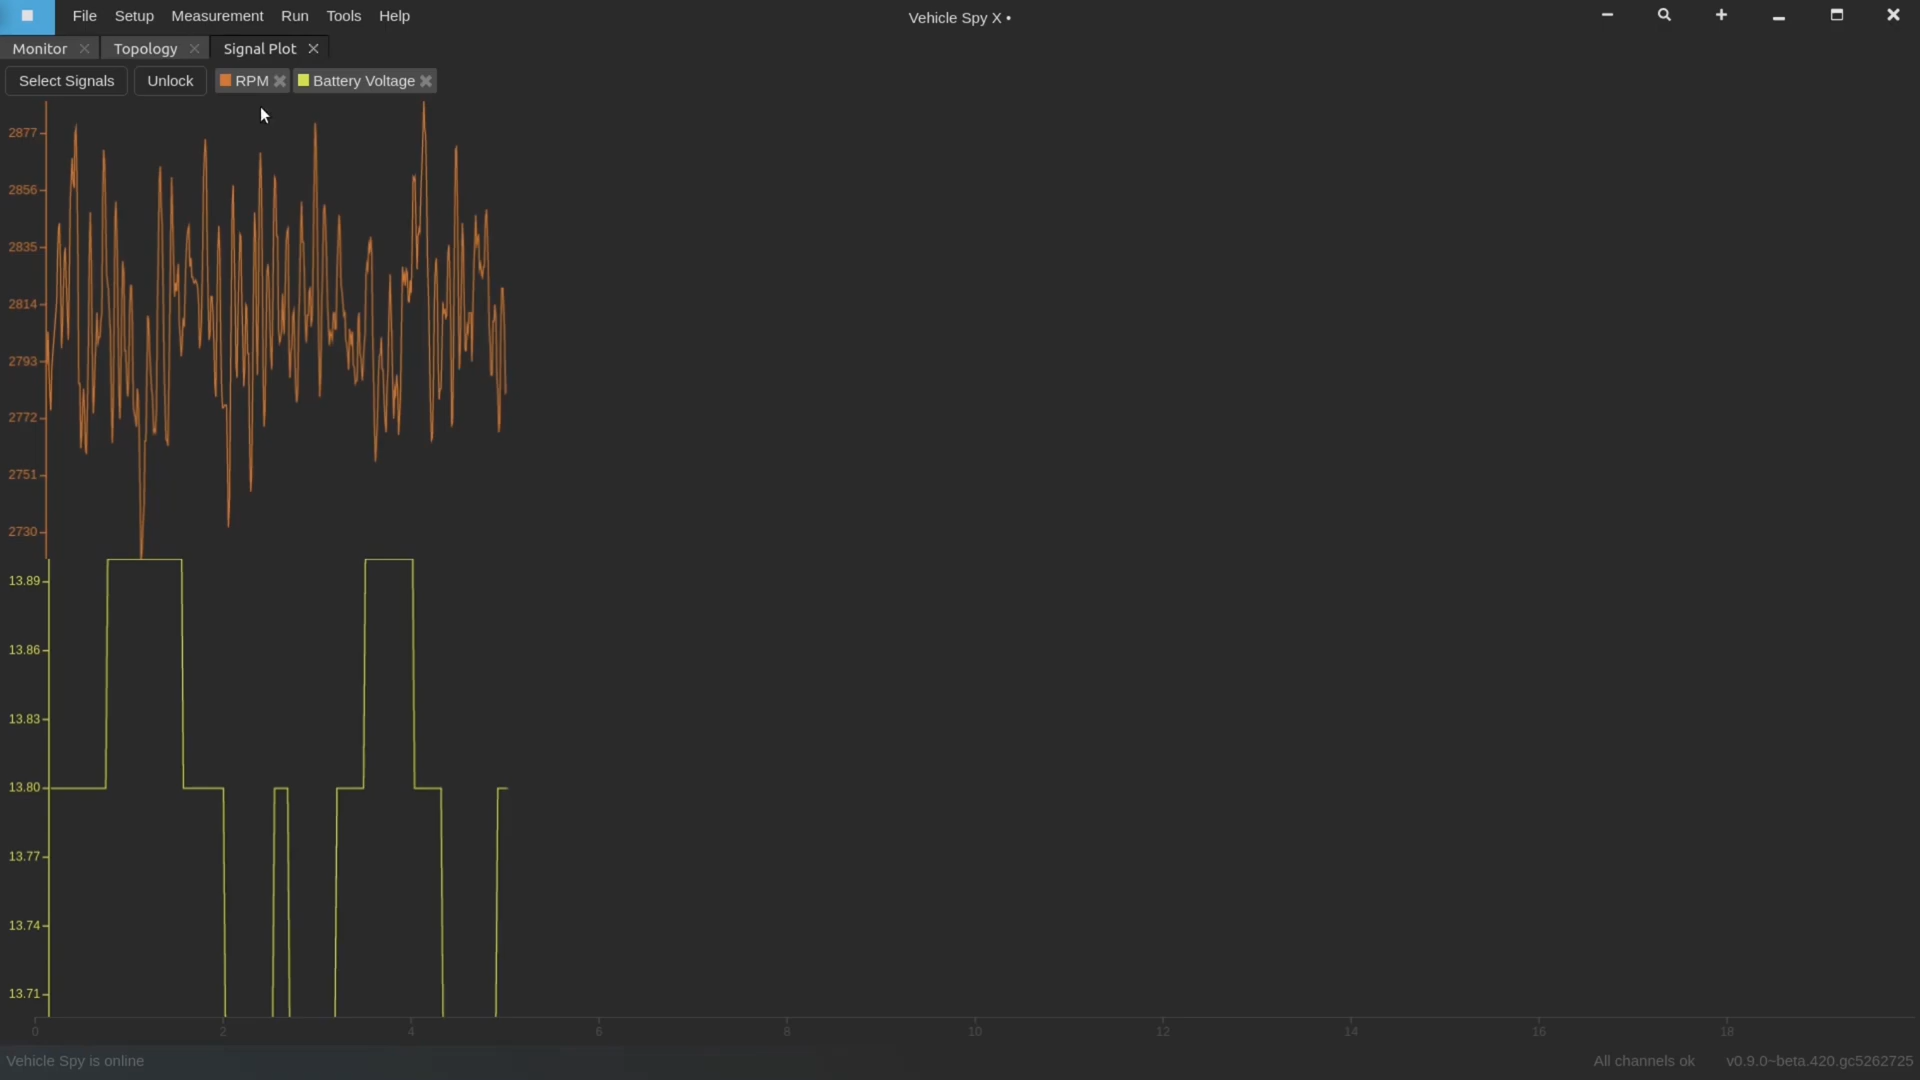 File Setup Measurement Run Tools Help
Vehicle Spy X •
Monitor Topology Signal Plot
Select Signals Unlock RPM Battery Voltage
2877
2856
2835
2814
2793
2772
2751
2730
13.89
13.86
13.83
13.80
13.77
13.74
13.71
0 2 4 6 8 10 12 14 16 18
Vehicle Spy is online All channels ok v0.9.0~beta.420.gc5262725